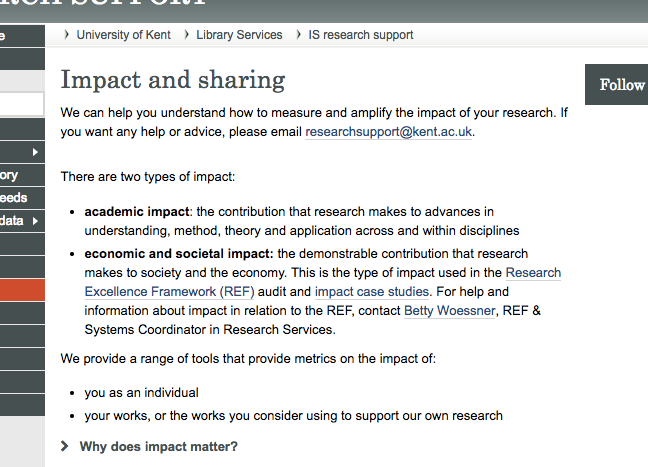 University of Kent
Library Services
IS research support
Impact and sharing
Follow
We can help you understand how to measure and amplify the impact of your research. If
you want any help or advice, please email researchsupport@kent.ac.uk.
There are two types of impact:
academic impact: the contribution that research makes to advances in
understanding, method, theory and application across and within disciplines
economic and societal impact: the demonstrable contribution that research
makes to society and the economy. This is the type of impact used in the Research
Excellence Framework (REF) audit and impact case studies. For help and
information about impact in relation to the REF, contact Betty Woessner, REF &
Systems Coordinator in Research Services.
We provide a range of tools that provide metrics on the impact of:
you as an individual
your works, or the works you consider using to support our own research
Why does impact matter?
ory
eeds
data